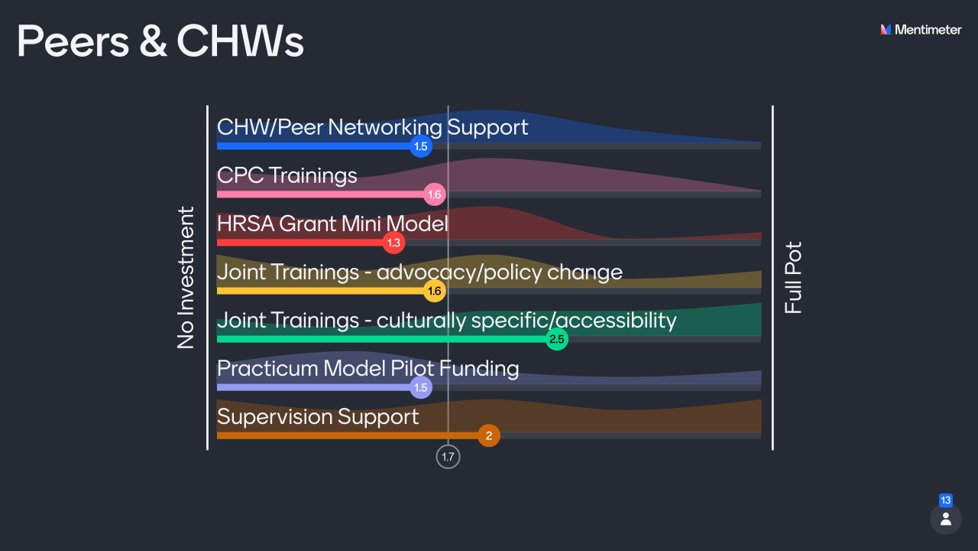 Peers & CHWs
Mentimeter
No Investment
CHW/Peer Networking Support
1.5
CPC Trainings
1.6
HRSA Grant Mini Model
1.3
Joint Trainings - advocacy/policy change
1.6
Joint Trainings - culturally specific/accessibility
2.5
Practicum Model Pilot Funding
1.5
Supervision Support
2
1.7
Full Pot
13